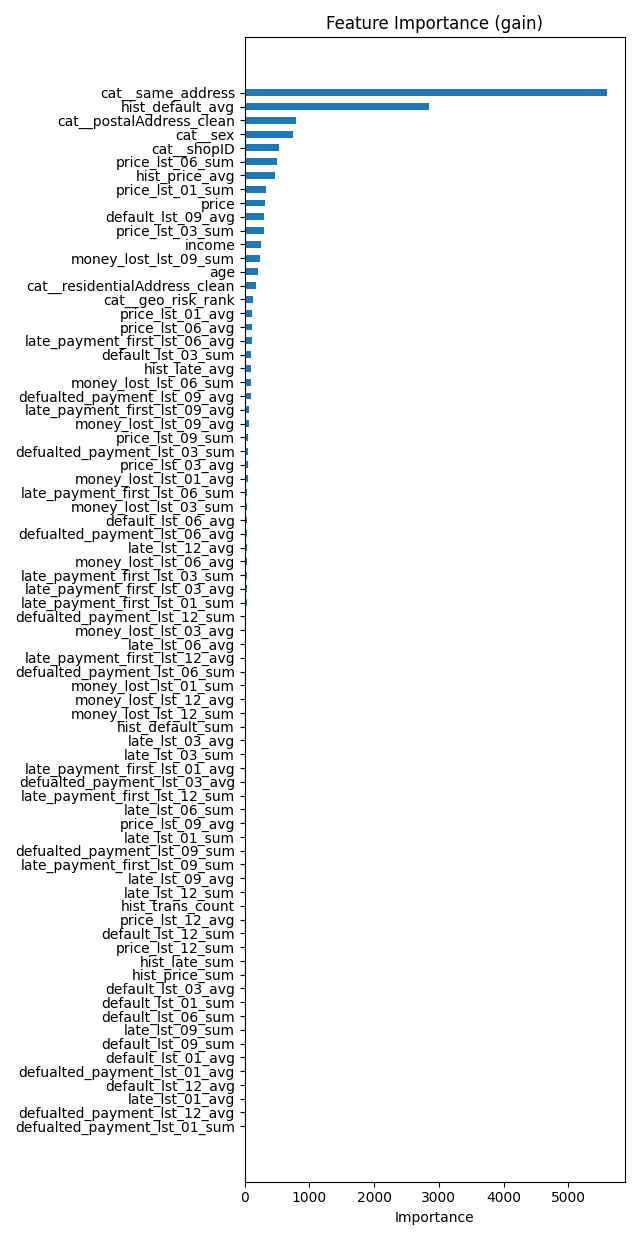 Feature Importance (gain)
cat__same_address
hist_default_avg
cat__postalAddress_clean
cat__sex
cat__shopID
price_lst_06_sum
hist_price_avg
price_lst_01_sum
price
default_lst_09_avg
price_lst_03_sum
income
money_lost_lst_09_sum
age
cat__residentialAddress_clean
cat__geo_risk_rank
price_lst_01_avg
price_lst_06_avg
late_payment_first_lst_06_avg
default_lst_03_sum
hist_late_avg
money_lost_lst_06_sum
defualted_payment_lst_09_avg
late_payment_first_lst_09_avg
money_lost_lst_09_avg
price_lst_09_sum
defualted_payment_lst_03_sum
price_lst_03_avg
money_lost_lst_01_avg
late_payment_first_lst_06_sum
money_lost_lst_03_sum
default_lst_06_avg
defualted_payment_lst_06_avg
late_lst_12_avg
money_lost_lst_06_avg
late_payment_first_lst_03_sum
late_payment_first_lst_03_avg
late_payment_first_lst_01_sum
defualted_payment_lst_12_sum
money_lost_lst_03_avg
late_lst_06_avg
late_payment_first_lst_12_avg
defualted_payment_lst_06_sum
money_lost_lst_01_sum
money_lost_lst_12_avg
money_lost_lst_12_sum
hist_default_sum
late_lst_03_avg
late_lst_03_sum
late_payment_first_lst_01_avg
defualted_payment_lst_03_avg
late_payment_first_lst_12_sum
late_lst_06_sum
price_lst_09_avg
late_lst_01_sum
defualted_payment_lst_09_sum
late_payment_first_lst_09_sum
late_lst_09_avg
late_lst_12_sum
hist_trans_count
price_lst_12_avg
default_lst_12_sum
price_lst_12_sum
hist_late_sum
hist_price_sum
default_lst_03_avg
default_lst_01_sum
default_lst_06_sum
late_lst_09_sum
default_lst_09_sum
default_lst_01_avg
defualted_payment_lst_01_avg
default_lst_12_avg
late_lst_01_avg
defualted_payment_lst_12_avg
defualted_payment_lst_01_sum
0 1000 2000 3000 4000 5000
Importance